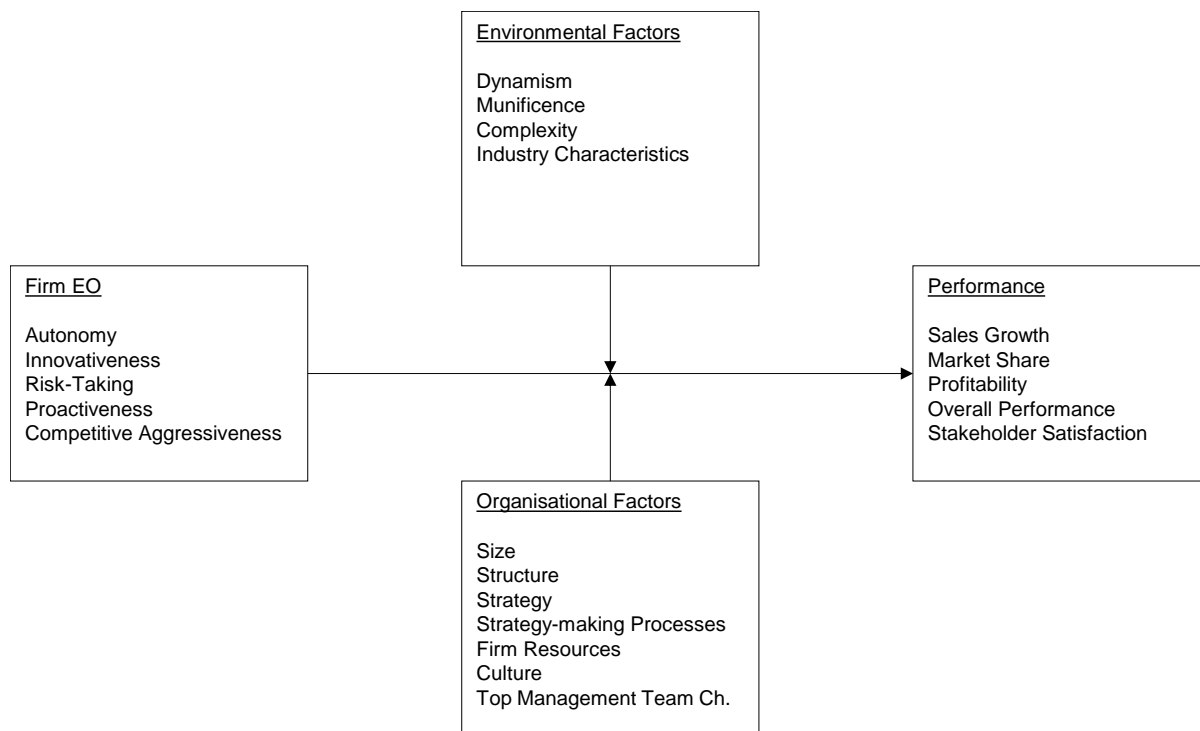 Environmental Factors
Dynamism
Munificence
Complexity
Industry Characteristics
Firm EO
Autonomy
Innovativeness
Risk-Taking
Proactiveness
Competitive Aggressiveness
Performance
Sales Growth
Market Share
Profitability
Overall Performance
Stakeholder Satisfaction
Organisational Factors
Size
Structure
Strategy
Strategy-making Processes
Firm Resources
Culture
Top Management Team Ch.